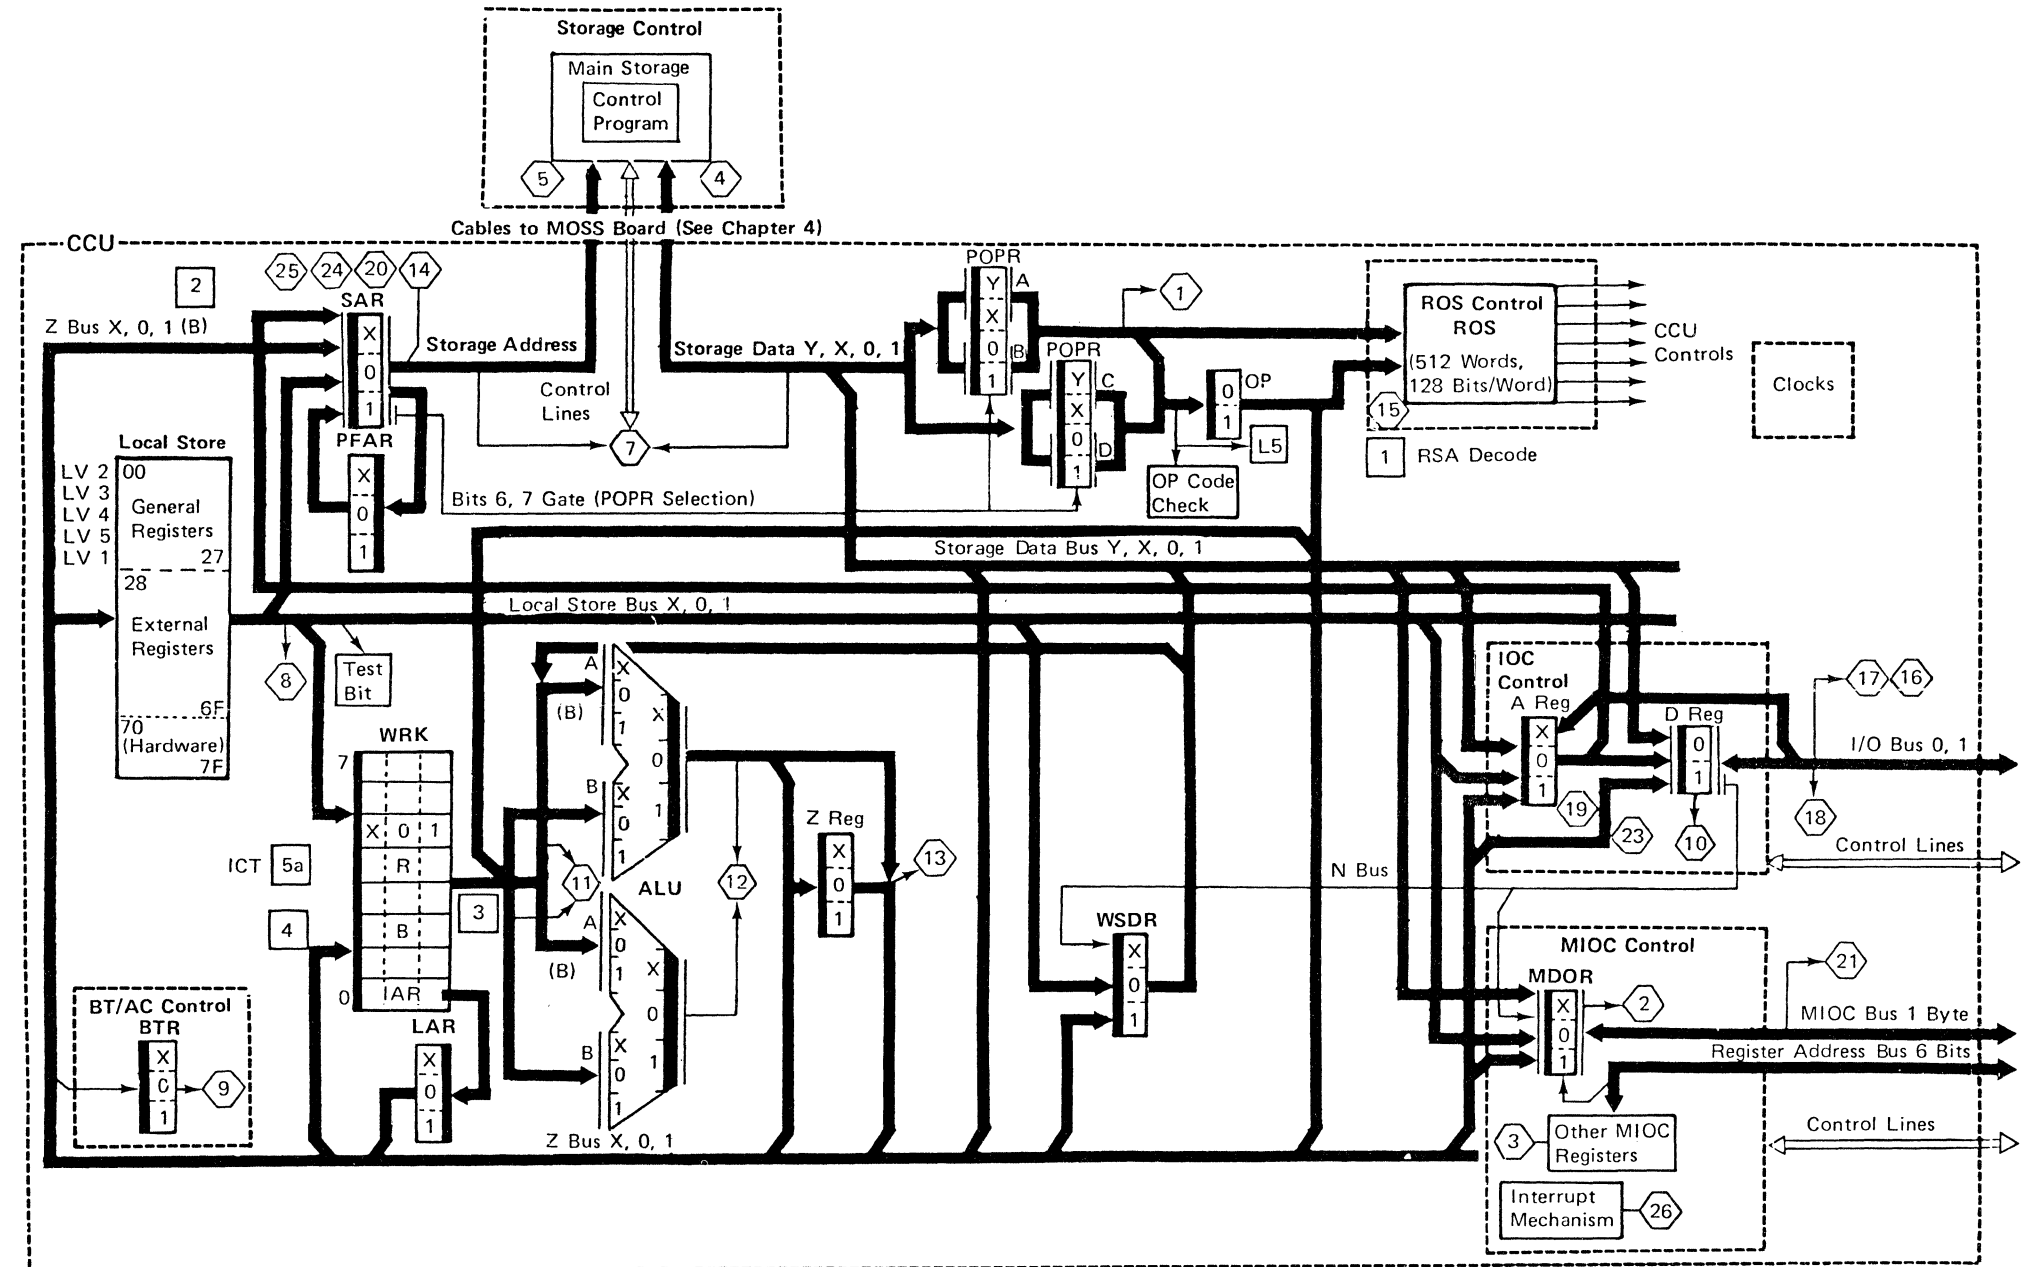 Storage Control
Main Storage
Control
Program
5
4
Cables to MOSS Board (See Chapter 4)
CCU
2
25
24
20
14
SAR
Z Bus X, 0, 1 (B)
X
0
1
Storage Address
Control
Lines
7
Storage Data Y, X, 0, 1
POPR
Y
X
0
1
A
B
POPR
Y
X
0
1
C
D
1
OP
0
1
L5
OP Code
Check
ROS Control
ROS
(512 Words,
128 Bits/Word)
15
1
RSA Decode
CCU
Controls
Clocks
PFAR
X
0
1
Bits 6, 7 Gate (POPR Selection)
Local Store
LV 2
LV 3
LV 4
LV 5
LV 1
00
General
Registers
27
28
External
Registers
6F
70
(Hardware)
7F
Storage Data Bus Y, X, 0, 1
Local Store Bus X, 0, 1
8
Test
Bit
WRK
7
X 0 1
R
B
IAR
0
ICT
5a
4
3
LAR
X
0
1
BT/AC Control
BTR
X
C
1
9
A
X
0
1
(B)
B
X
0
1
X
0
1
ALU
11
12
A
X
0
1
(B)
B
X
0
1
X
0
1
Z Reg
X
0
1
13
Z Bus X, 0, 1
WSDR
X
0
1
N Bus
IOC
Control
A Reg
X
0
1
D Reg
0
1
19
23
10
17
16
18
I/O Bus 0, 1
Control Lines
MIOC Control
MDOR
X
0
1
2
21
MIOC Bus 1 Byte
Register Address Bus 6 Bits
3
Other MIOC
Registers
Control Lines
Interrupt
Mechanism
26